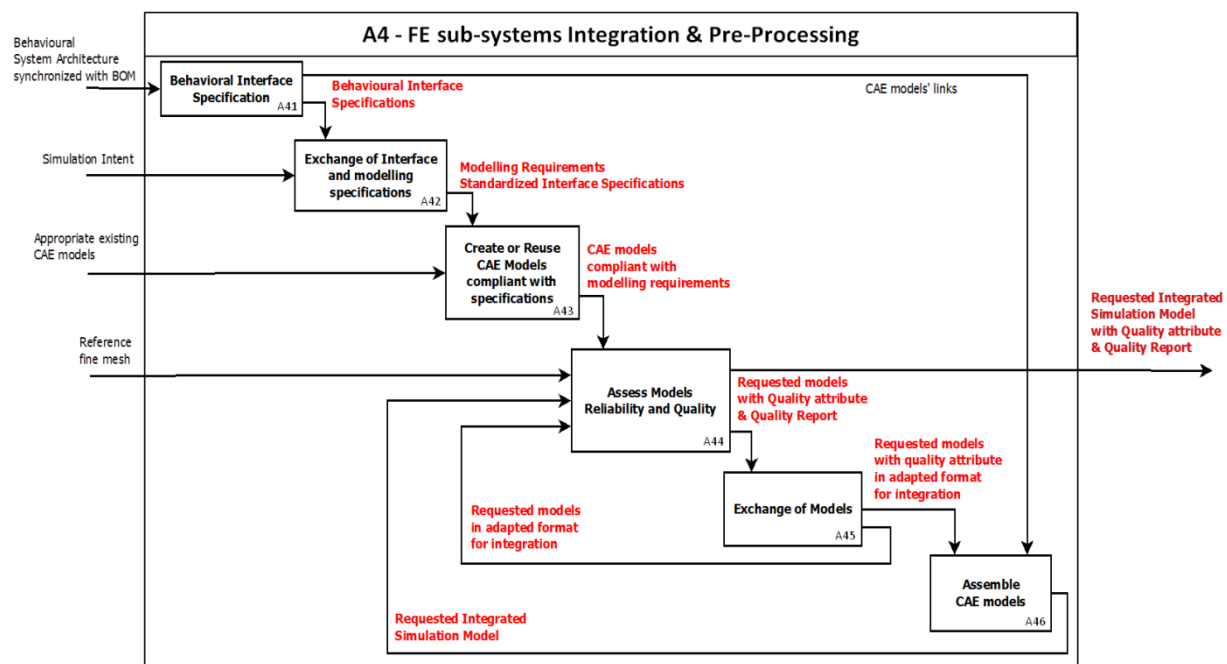 A4 - FE sub-systems Integration & Pre-Processing
Behavioural
System Architecture
synchronized with BOM
Behavioral Interface
Specification
A41
Behavioural Interface
Specifications
CAE models' links
Simulation Intent
Exchange of Interface
and modelling
specifications
A42
Modelling Requirements
Standardized Interface Specifications
Appropriate existing
CAE models
Create or Reuse
CAE Models
compliant with
specifications
A43
CAE models
compliant with
modelling requirements
Requested Integrated
Simulation Model
with Quality attribute
& Quality Report
Reference
fine mesh
Assess Models
Reliability and Quality
A44
Requested models
with Quality attribute
& Quality Report
Requested models
with quality attribute
in adapted format
for integration
Requested models
in adapted format
for integration
Exchange of Models
A45
Assemble
CAE models
A46
Requested Integrated
Simulation Model